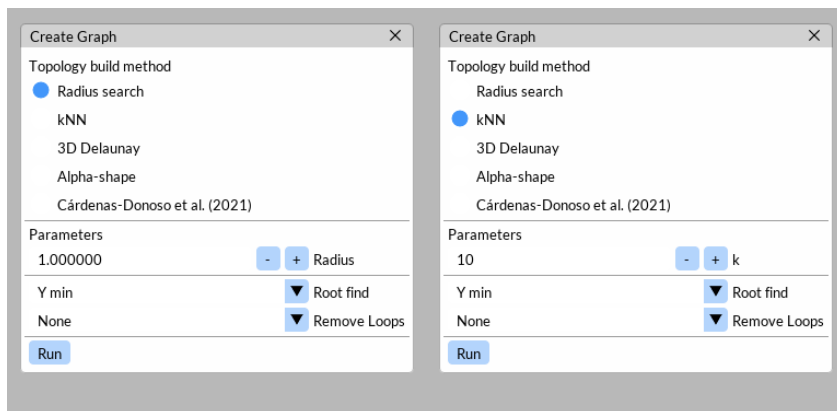 Create Graph
Topology build method
Radius search
kNN
3D Delaunay
Alpha-shape
Cárdenas-Donoso et al. (2021)
Parameters
1.000000 - + Radius
Y min ▼ Root find
None ▼ Remove Loops
Run
Create Graph
Topology build method
Radius search
kNN
3D Delaunay
Alpha-shape
Cárdenas-Donoso et al. (2021)
Parameters
10 - + k
Y min ▼ Root find
None ▼ Remove Loops
Run